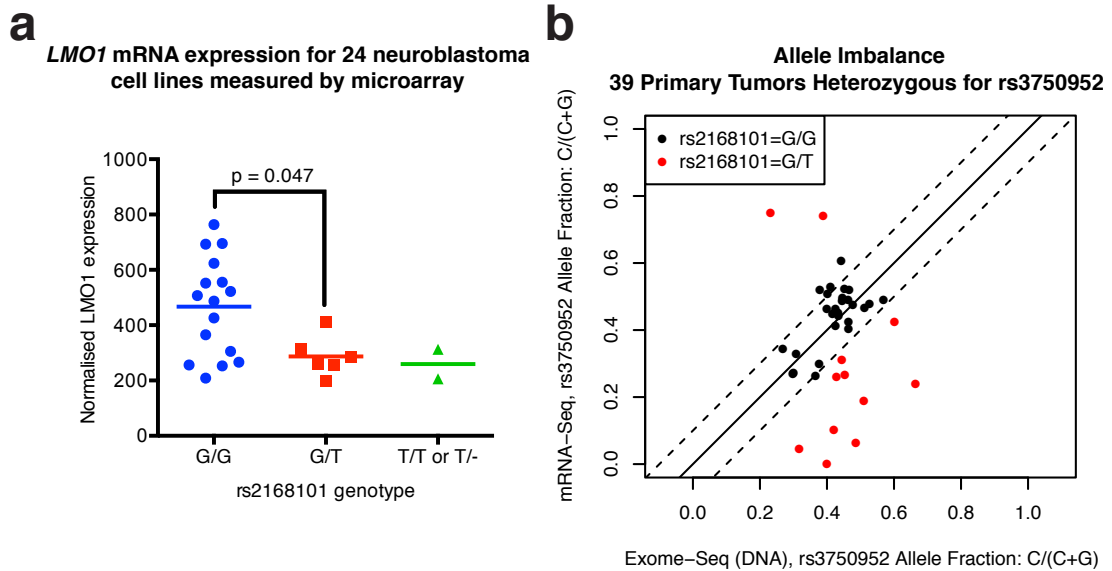 a
LMO1 mRNA expression for 24 neuroblastoma
cell lines measured by microarray
Normalised LMO1 expression
1000
800
600
400
200
0
p = 0.047
G/G
G/T
T/T or T/-
rs2168101 genotype
b
Allele Imbalance
39 Primary Tumors Heterozygous for rs3750952
mRNA−Seq, rs3750952 Allele Fraction: C/(C+G)
1.0
0.8
0.6
0.4
0.2
0.0
rs2168101=G/G
rs2168101=G/T
0.0
0.2
0.4
0.6
0.8
1.0
Exome−Seq (DNA), rs3750952 Allele Fraction: C/(C+G)